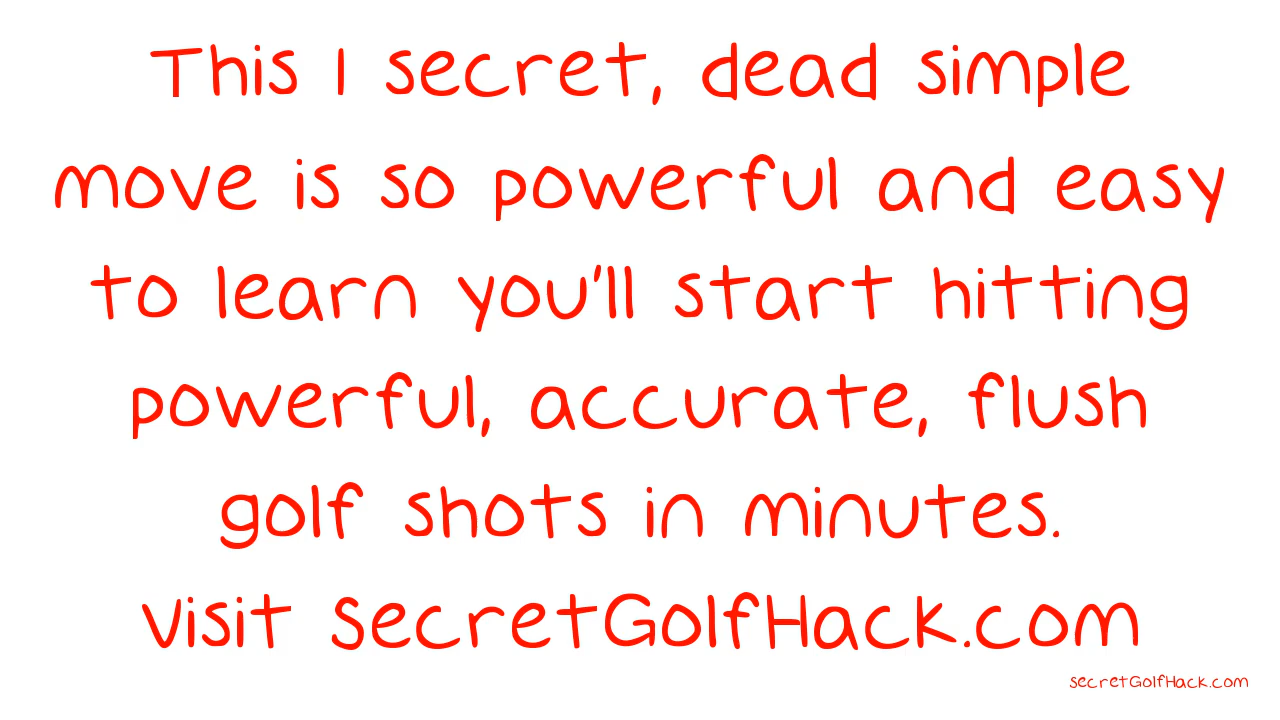 This 1 secret, dead simple
move is so powerful and easy
to learn you'll start hitting
powerful, accurate, flush
golf shots in minutes.
Visit SecretGolfHack.com
secretGolfHack.com